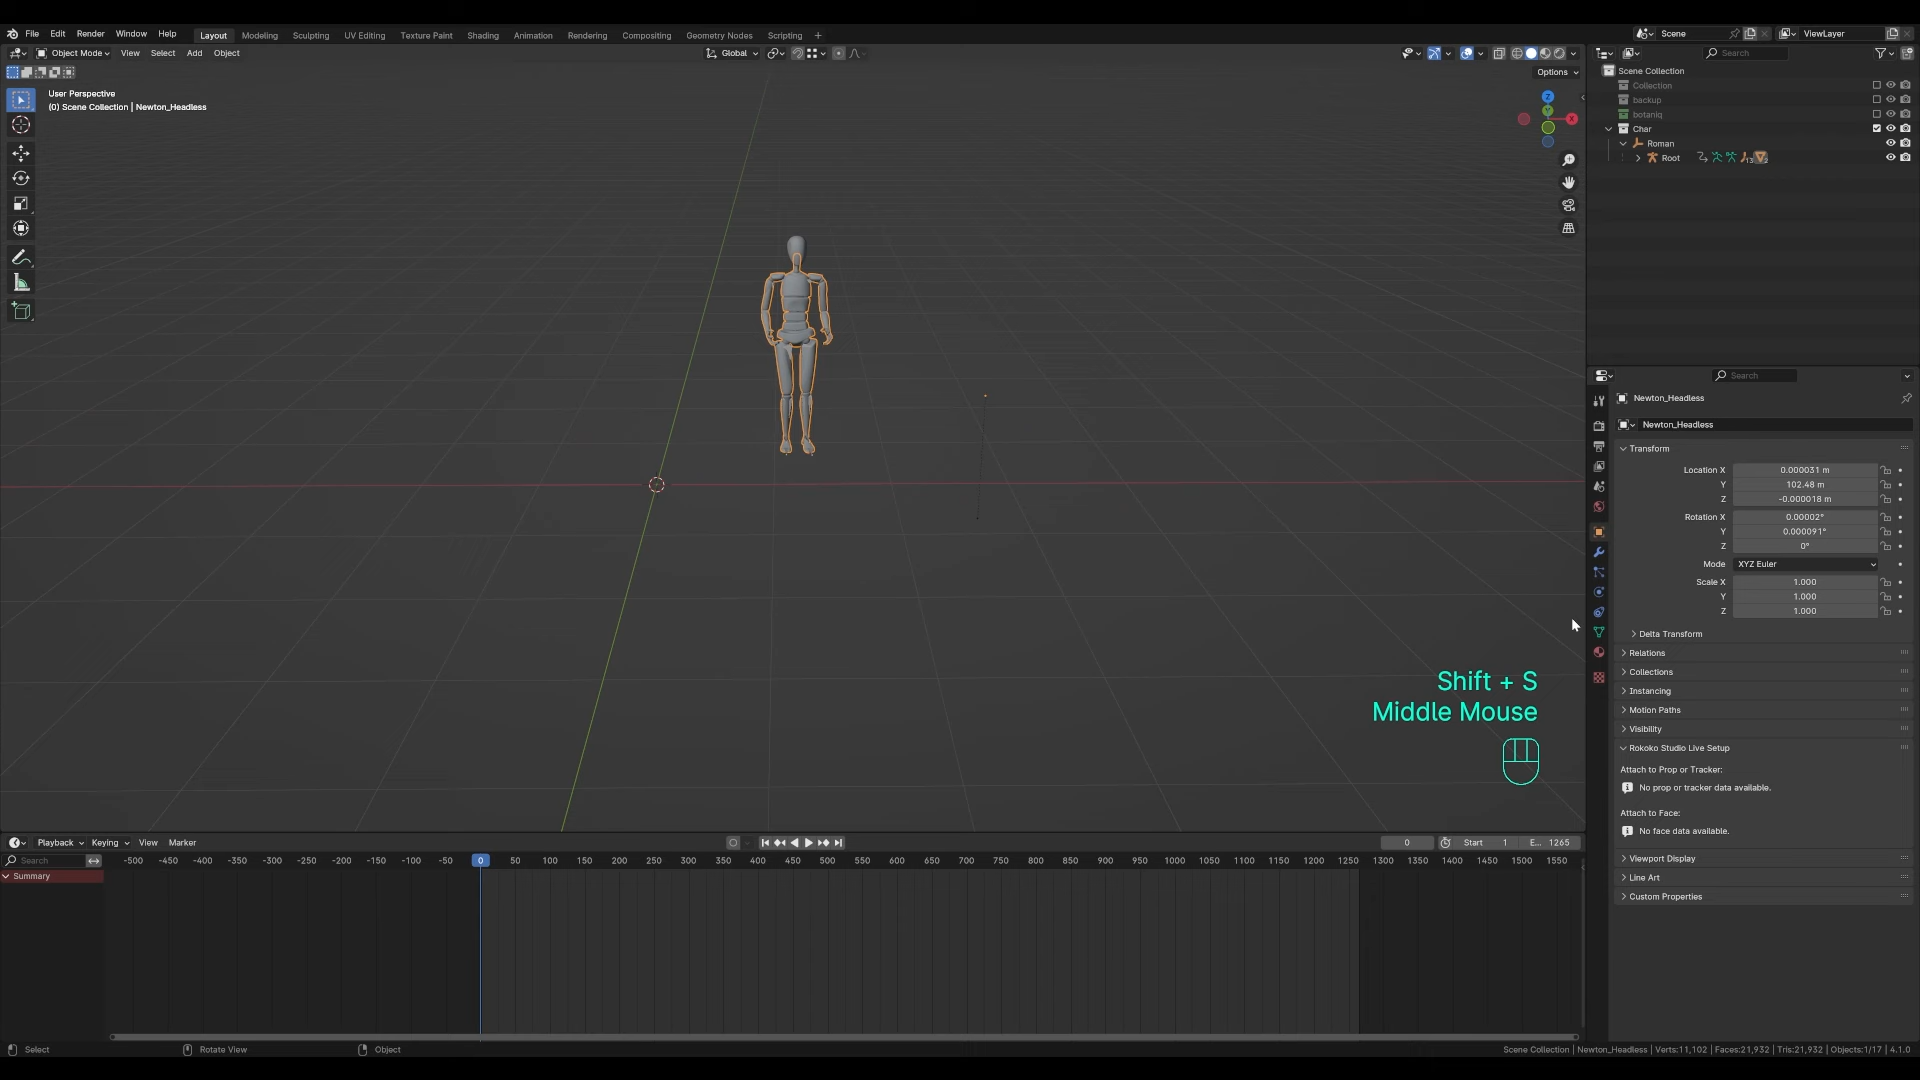 File Edit Render Window Help Layout Modeling Sculpting UV Editing Texture Paint Shading Animation Rendering Compositing Geometry Nodes Scripting + Scene ViewLayer
Object Mode View Select Add Object Global Search
Options
User Perspective
(0) Scene Collection | Newton_Headless
Z
Y
X
Scene Collection
Collection
backup
botaniq
Char
Roman
Root
Search
Newton_Headless
Newton_Headless
Transform
Location X 0.000031 m
Y 102.48 m
Z -0.000018 m
Rotation X 0.00002°
Y 0.000091°
Z 0°
Mode XYZ Euler
Scale X 1.000
Y 1.000
Z 1.000
Delta Transform
Relations
Collections
Instancing
Motion Paths
Visibility
Rokoko Studio Live Setup
Attach to Prop or Tracker:
No prop or tracker data available.
Attach to Face:
No face data available.
Viewport Display
Line Art
Custom Properties
Shift + S
Middle Mouse
Playback Keying View Marker 0 Start 1 E... 1265
Search -500 -450 -400 -350 -300 -250 -200 -150 -100 -50 0 50 100 150 200 250 300 350 400 450 500 550 600 650 700 750 800 850 900 950 1000 1050 1100 1150 1200 1250 1300 1350 1400 1450 1500 1550
Summary
Select Rotate View Object Scene Collection | Newton_Headless | Verts:11,102 | Faces:21,932 | Tris:21,932 | Objects:1/17 | 4.1.0